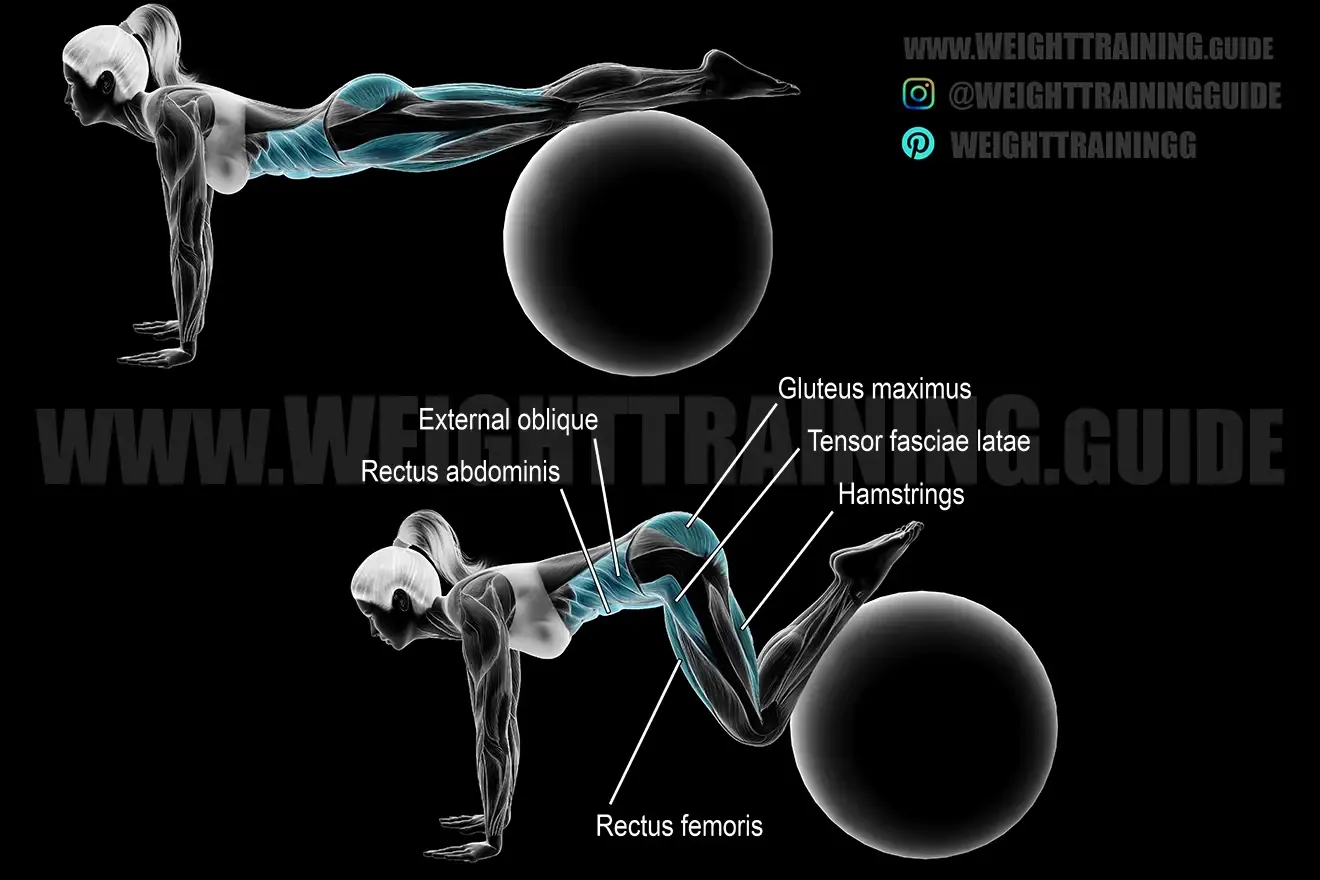 WWW.WEIGHTTRAINING.GUIDE
@WEIGHTTRAININGGUIDE
WEIGHTTRAININGG
Gluteus maximus
External oblique
WWW.WEIGHTTRAINING.GUIDE
Tensor fasciae latae
Rectus abdominis
Hamstrings
Rectus femoris